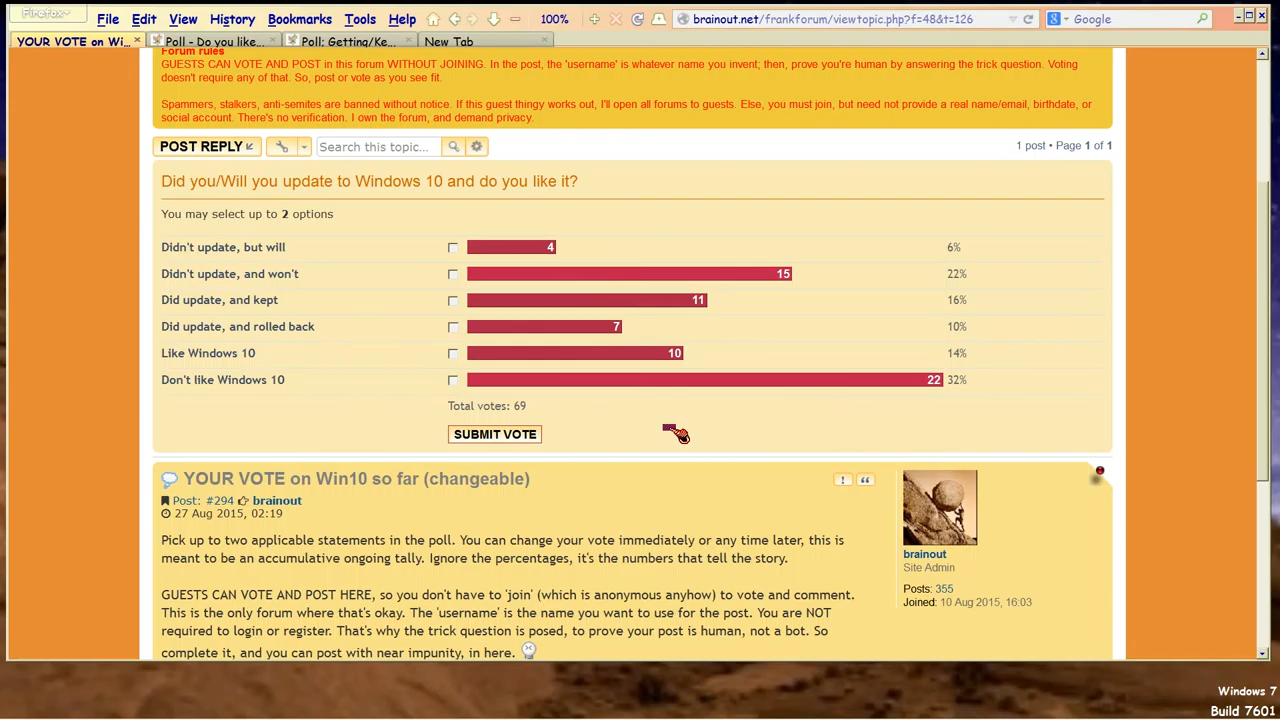 Firefox
File Edit View History Bookmarks Tools Help 100% brainout.net/frankforum/viewtopic.php?f=48&t=126 Google
YOUR VOTE on Wi... Poll - Do you like... Poll; Getting/Ke... New Tab
Forum rules
GUESTS CAN VOTE AND POST in this forum WITHOUT JOINING. In the post, the 'username' is whatever name you invent; then, prove you're human by answering the trick question. Voting
doesn't require any of that. So, post or vote as you see fit.
Spammers, stalkers, anti-semites are banned without notice. If this guest thingy works out, I'll open all forums to guests. Else, you must join, but need not provide a real name/email, birthdate, or
social account. There's no verification. I own the forum, and demand privacy.
POST REPLY Search this topic... 1 post • Page 1 of 1
Did you/Will you update to Windows 10 and do you like it?
You may select up to 2 options
Didn't update, but will 4 6%
Didn't update, and won't 15 22%
Did update, and kept 11 16%
Did update, and rolled back 7 10%
Like Windows 10 10 14%
Don't like Windows 10 22 32%
Total votes: 69
SUBMIT VOTE
YOUR VOTE on Win10 so far (changeable)
Post: #294 brainout
27 Aug 2015, 02:19
Pick up to two applicable statements in the poll. You can change your vote immediately or any time later, this is
meant to be an accumulative ongoing tally. Ignore the percentages, it's the numbers that tell the story.
GUESTS CAN VOTE AND POST HERE, so you don't have to 'join' (which is anonymous anyhow) to vote and comment.
This is the only forum where that's okay. The 'username' is the name you want to use for the post. You are NOT
required to login or register. That's why the trick question is posed, to prove your post is human, not a bot. So
complete it, and you can post with near impunity, in here.
brainout
Site Admin
Posts: 355
Joined: 10 Aug 2015, 16:03
Windows 7
Build 7601